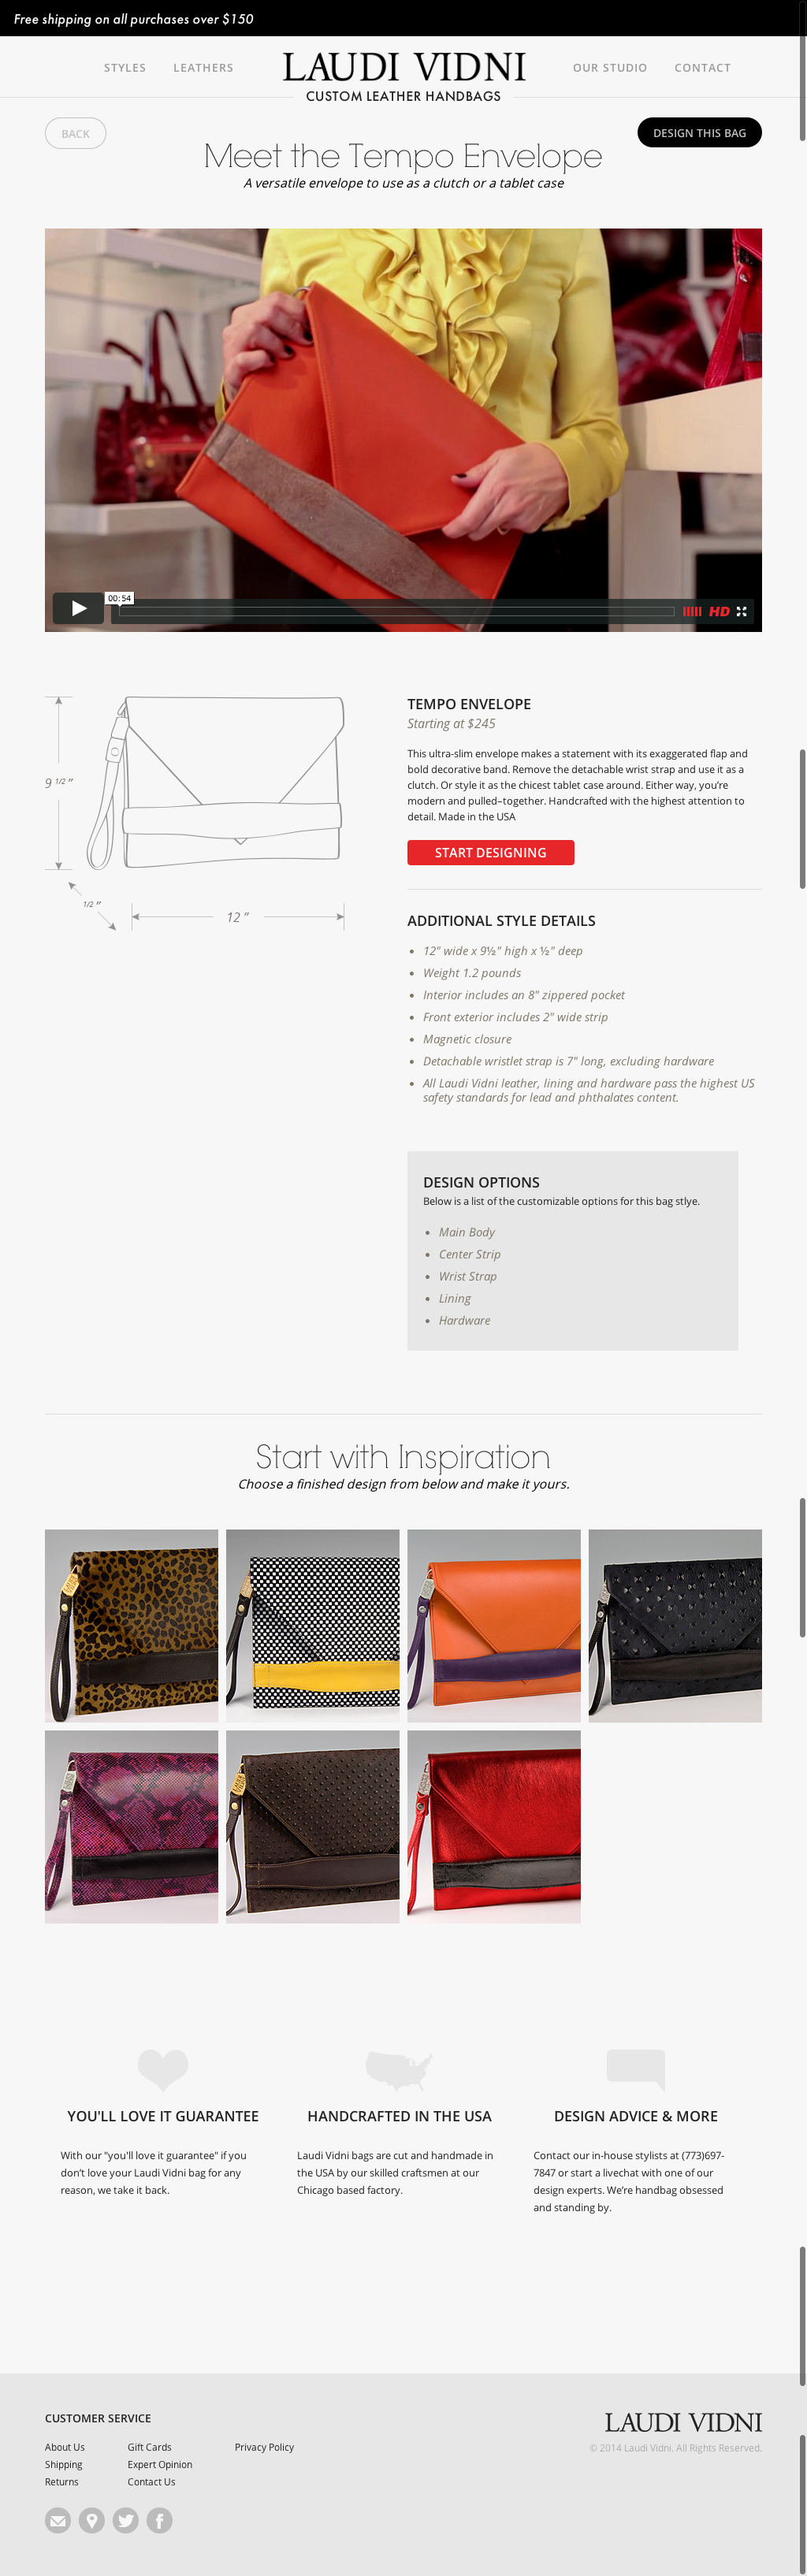 Free shipping on all purchases over $150
STYLES LEATHERS LAUDI VIDNI OUR STUDIO CONTACT
CUSTOM LEATHER HANDBAGS
BACK DESIGN THIS BAG
Meet the Tempo Envelope
A versatile envelope to use as a clutch or a tablet case
00:54
HD
TEMPO ENVELOPE
Starting at $245
This ultra-slim envelope makes a statement with its exaggerated flap and
bold decorative band. Remove the detachable wrist strap and use it as a
clutch. Or style it as the chicest tablet case around. Either way, you’re
modern and pulled–together. Handcrafted with the highest attention to
detail. Made in the USA
START DESIGNING
9 1/2 "
1/2 "
12 "
ADDITIONAL STYLE DETAILS
• 12" wide x 9½" high x ½" deep
• Weight 1.2 pounds
• Interior includes an 8" zippered pocket
• Front exterior includes 2" wide strip
• Magnetic closure
• Detachable wristlet strap is 7" long, excluding hardware
• All Laudi Vidni leather, lining and hardware pass the highest US
safety standards for lead and phthalates content.
DESIGN OPTIONS
Below is a list of the customizable options for this bag stlye.
• Main Body
• Center Strip
• Wrist Strap
• Lining
• Hardware
Start with Inspiration
Choose a finished design from below and make it yours.
YOU'LL LOVE IT GUARANTEE
With our "you'll love it guarantee" if you
don’t love your Laudi Vidni bag for any
reason, we take it back.
HANDCRAFTED IN THE USA
Laudi Vidni bags are cut and handmade in
the USA by our skilled craftsmen at our
Chicago based factory.
DESIGN ADVICE & MORE
Contact our in-house stylists at (773)697-
7847 or start a livechat with one of our
design experts. We’re handbag obsessed
and standing by.
CUSTOMER SERVICE
About Us Gift Cards Privacy Policy
Shipping Expert Opinion
Returns Contact Us
LAUDI VIDNI
© 2014 Laudi Vidni. All Rights Reserved.